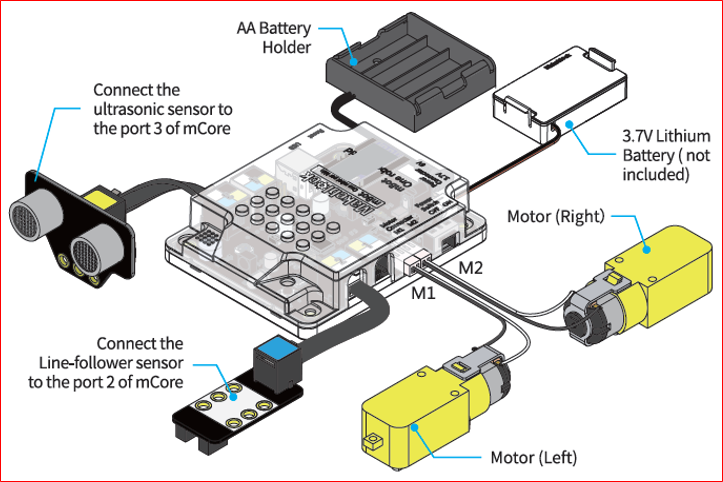 AA Battery
Holder
Connect the
ultrasonic sensor to
the port 3 of mCore
3.7V Lithium
Battery ( not
included)
Motor (Right)
M2
M1
Connect the
Line-follower sensor
to the port 2 of mCore
Motor (Left)